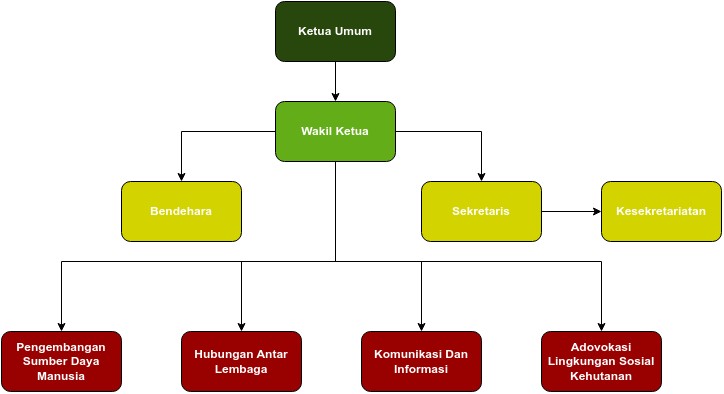 Ketua Umum
Wakil Ketua
Bendehara
Sekretaris
Kesekretariatan
Pengembangan
Sumber Daya
Manusia
Hubungan Antar
Lembaga
Komunikasi Dan
Informasi
Adovokasi
Lingkungan Sosial
Kehutanan